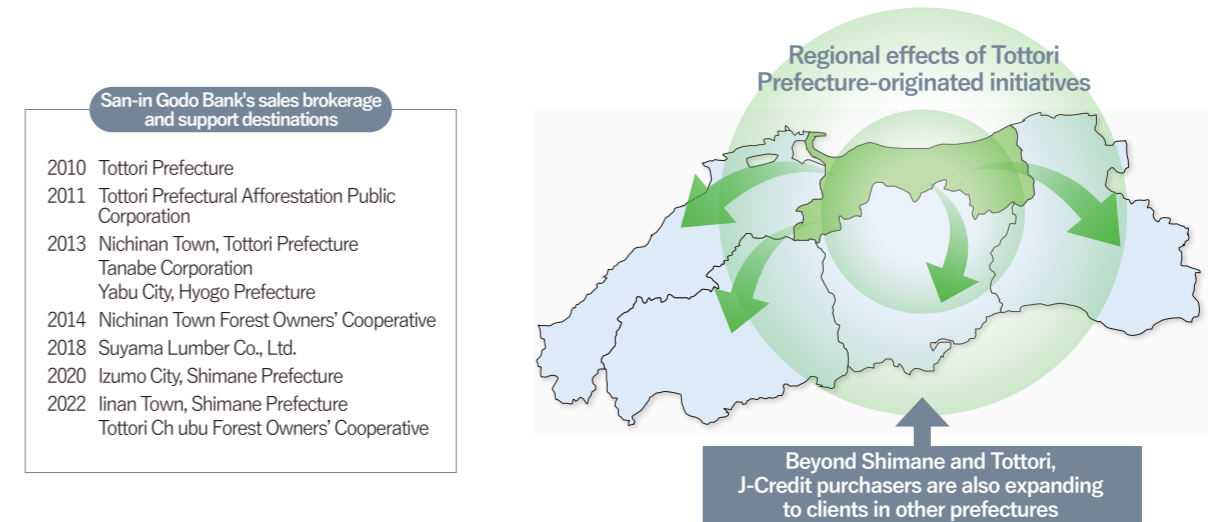 San-in Godo Bank's sales brokerage
and support destinations
2010 Tottori Prefecture
2011 Tottori Prefectural Afforestation Public
Corporation
2013 Nichinan Town, Tottori Prefecture
Tanabe Corporation
Yabu City, Hyogo Prefecture
2014 Nichinan Town Forest Owners' Cooperative
2018 Suyama Lumber Co., Ltd.
2020 Izumo City, Shimane Prefecture
2022 Iinan Town, Shimane Prefecture
Tottori Ch ubu Forest Owners' Cooperative
Regional effects of Tottori
Prefecture-originated initiatives
Beyond Shimane and Tottori,
J-Credit purchasers are also expanding
to clients in other prefectures